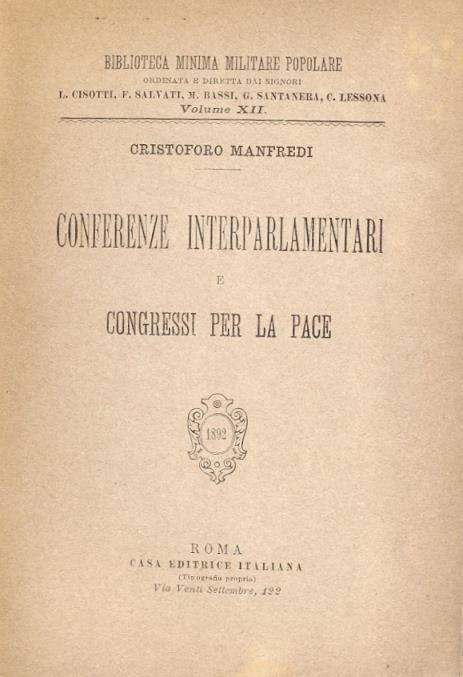 BIBLIOTECA MINIMA MILITARE POPOLARE
ORDINATA E DIRETTA DAI SIGNORI
L. CISOTTI, F. SALVATI, M. BASSI, G. SANTANERA, C. LESSONA
Volume XII.
CRISTOFORO MANFREDI
CONFERENZE INTERPARLAMENTARI
E
CONGRESSI PER LA PACE
1892
ROMA
CASA EDITRICE ITALIANA
(Tipografia propria)
Via Venti Settembre, 122